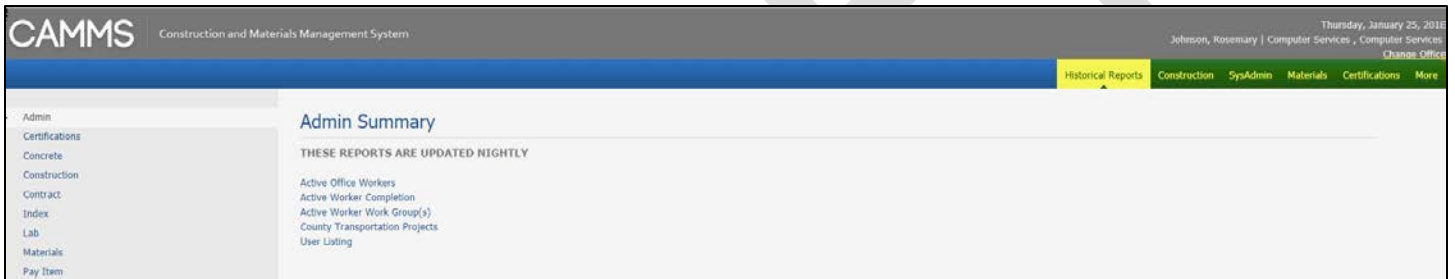 CAMMS
Construction and Materials Management System
Thursday, January 25, 2018
Johnson, Rosemary | Computer Services , Computer Services
Change Office
Historical Reports Construction SysAdmin Materials Certifications More
Admin
Certifications
Concrete
Construction
Contract
Index
Lab
Materials
Pay Item
Admin Summary
THESE REPORTS ARE UPDATED NIGHTLY
Active Office Workers
Active Worker Completion
Active Worker Work Group(s)
County Transportation Projects
User Listing